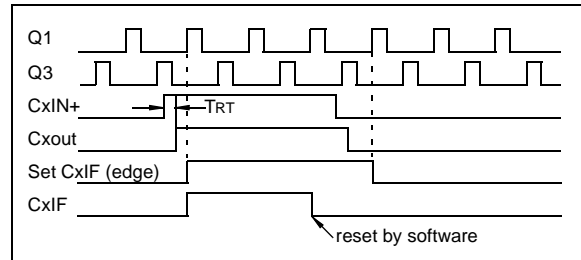 Q1
Q3
CxIN+
TRT
Cxout
Set CxIF (edge)
CxIF
reset by software